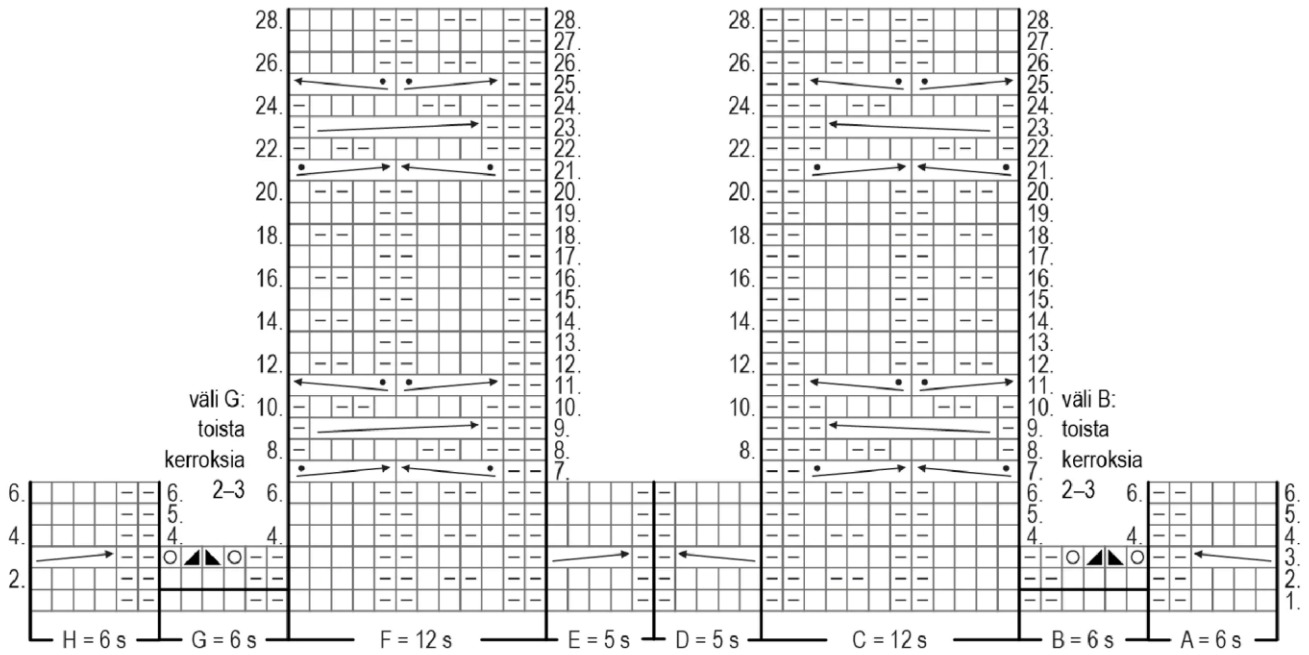 28. 28. 28. 28.
27. 27.
26. 26. 26. 26.
25. 25.
24. 24. 24. 24.
23. 23.
22. 22. 22. 22.
21. 21.
20. 20. 20. 20.
19. 19.
18. 18. 18. 18.
17. 17.
16. 16. 16. 16.
15. 15.
14. 14. 14. 14.
13. 13.
12. 12. 12. 12.
11. 11.
10. 10. 10. 10.
9. 9.
8. 8. 8. 8.
7. 7.
väli G:
toista
kerroksia
2–3
väli B:
toista
kerroksia
2–3
6. 6. 6. 6. 6. 6.
5. 5. 5.
4. 4. 4. 4. 4. 4.
3.
2. 2.
1.
H = 6 s G = 6 s F = 12 s E = 5 s D = 5 s C = 12 s B = 6 s A = 6 s